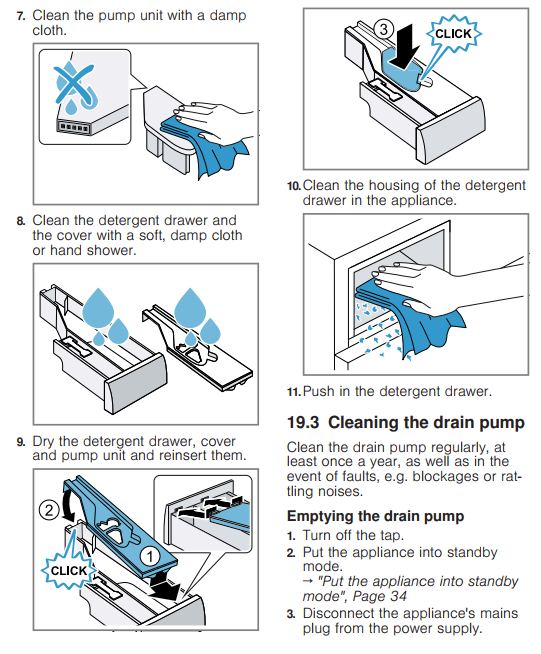 7. Clean the pump unit with a damp
cloth.
8. Clean the detergent drawer and
the cover with a soft, damp cloth
or hand shower.
9. Dry the detergent drawer, cover
and pump unit and reinsert them.
2
1
CLICK
3
CLICK
10. Clean the housing of the detergent
drawer in the appliance.
11. Push in the detergent drawer.
19.3 Cleaning the drain pump
Clean the drain pump regularly, at
least once a year, as well as in the
event of faults, e.g. blockages or rat-
tling noises.
Emptying the drain pump
1. Turn off the tap.
2. Put the appliance into standby
mode.
→ "Put the appliance into standby
mode", Page 34
3. Disconnect the appliance's mains
plug from the power supply.